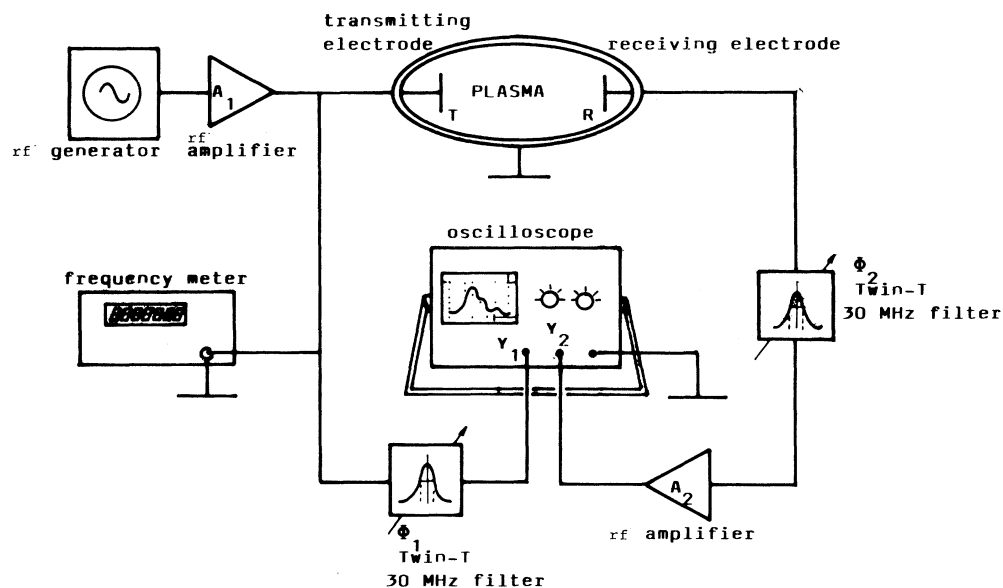 transmitting
electrode
receiving electrode
PLASMA
T
R
A1
rf generator
rf
amplifier
oscilloscope
frequency meter
Y1
Y2
Φ2
Twin-T
30 MHz filter
A2
rf amplifier
Φ1
Twin-T
30 MHz filter